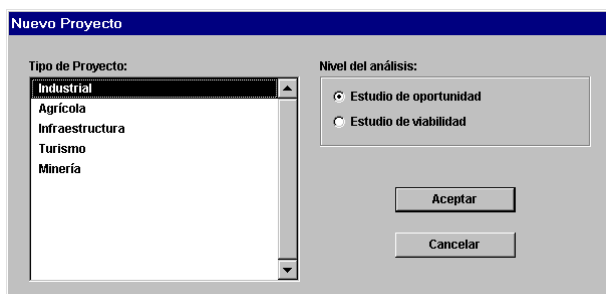 Nuevo Proyecto
Tipo de Proyecto:
Industrial
Agrícola
Infraestructura
Turismo
Minería
Nivel del análisis:
Estudio de oportunidad
Estudio de viabilidad
Aceptar
Cancelar